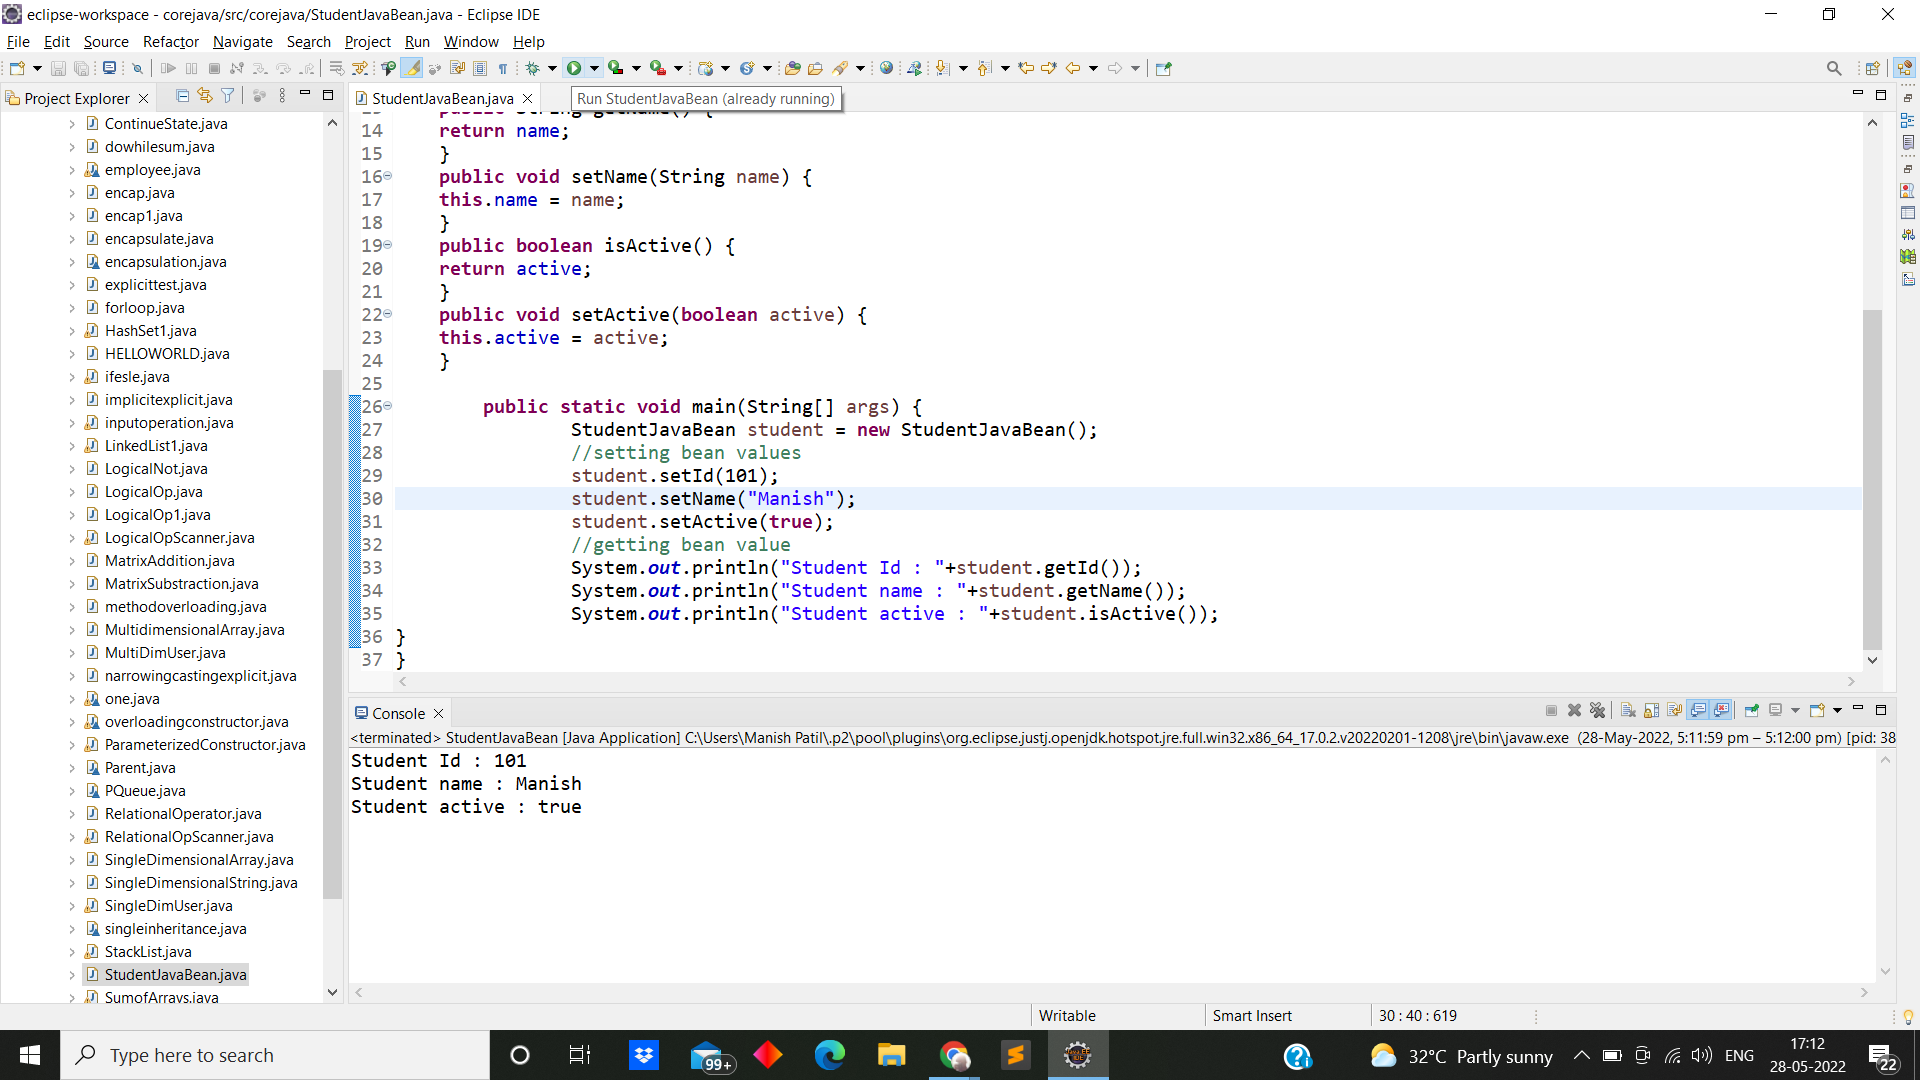 eclipse-workspace - corejava/src/corejava/StudentJavaBean.java - Eclipse IDE
File Edit Source Refactor Navigate Search Project Run Window Help
Project Explorer
StudentJavaBean.java
Run StudentJavaBean (already running)
ContinueState.java
dowhilesum.java
employee.java
encap.java
encap1.java
encapsulate.java
encapsulation.java
explicittest.java
forloop.java
HashSet1.java
HELLOWORLD.java
ifesle.java
implicitexplicit.java
inputoperation.java
LinkedList1.java
LogicalNot.java
LogicalOp.java
LogicalOp1.java
LogicalOpScanner.java
MatrixAddition.java
MatrixSubstraction.java
methodoverloading.java
MultidimensionalArray.java
MultiDimUser.java
narrowingcastingexplicit.java
one.java
overloadingconstructor.java
ParameterizedConstructor.java
Parent.java
PQueue.java
RelationalOperator.java
RelationalOpScanner.java
SingleDimensionalArray.java
SingleDimensionalString.java
SingleDimUser.java
singleinheritance.java
StackList.java
StudentJavaBean.java
SumofArrays.java
14 return name;
15 }
16 public void setName(String name) {
17 this.name = name;
18 }
19 public boolean isActive() {
20 return active;
21 }
22 public void setActive(boolean active) {
23 this.active = active;
24 }
25
26 public static void main(String[] args) {
27 StudentJavaBean student = new StudentJavaBean();
28 //setting bean values
29 student.setId(101);
30 student.setName("Manish");
31 student.setActive(true);
32 //getting bean value
33 System.out.println("Student Id : "+student.getId());
34 System.out.println("Student name : "+student.getName());
35 System.out.println("Student active : "+student.isActive());
36 }
37 }
Console
<terminated> StudentJavaBean [Java Application] C:\Users\Manish Patil\.p2\pool\plugins\org.eclipse.justj.openjdk.hotspot.jre.full.win32.x86_64_17.0.2.v20220201-1208\jre\bin\javaw.exe (28-May-2022, 5:11:59 pm – 5:12:00 pm) [pid: 38
Student Id : 101
Student name : Manish
Student active : true
Writable Smart Insert 30 : 40 : 619
Type here to search
99+
32°C Partly sunny
ENG
17:12
28-05-2022
22